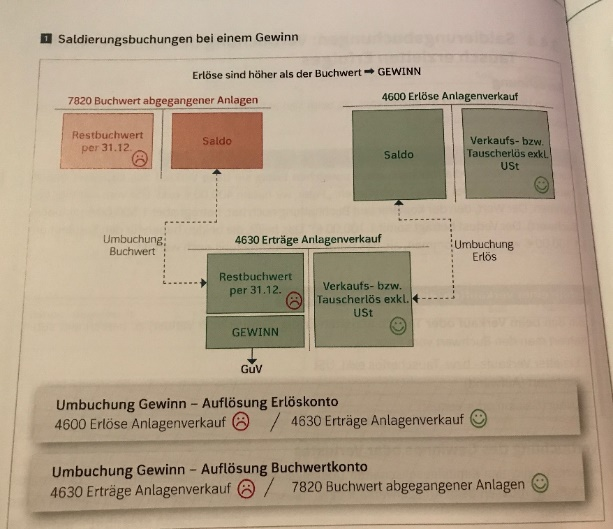 1 Saldierungsbuchungen bei einem Gewinn
Erlöse sind höher als der Buchwert ➡ GEWINN
7820 Buchwert abgegangener Anlagen
Restbuchwert
per 31.12.
Saldo
4600 Erlöse Anlagenverkauf
Saldo
Verkaufs- bzw.
Tauscherlös exkl.
USt
Umbuchung
Buchwert
4630 Erträge Anlagenverkauf
Umbuchung
Erlös
Restbuchwert
per 31.12.
GEWINN
Verkaufs- bzw.
Tauscherlös exkl.
USt
GuV
Umbuchung Gewinn – Auflösung Erlöskonto
4600 Erlöse Anlagenverkauf / 4630 Erträge Anlagenverkauf
Umbuchung Gewinn – Auflösung Buchwertkonto
4630 Erträge Anlagenverkauf / 7820 Buchwert abgegangener Anlagen